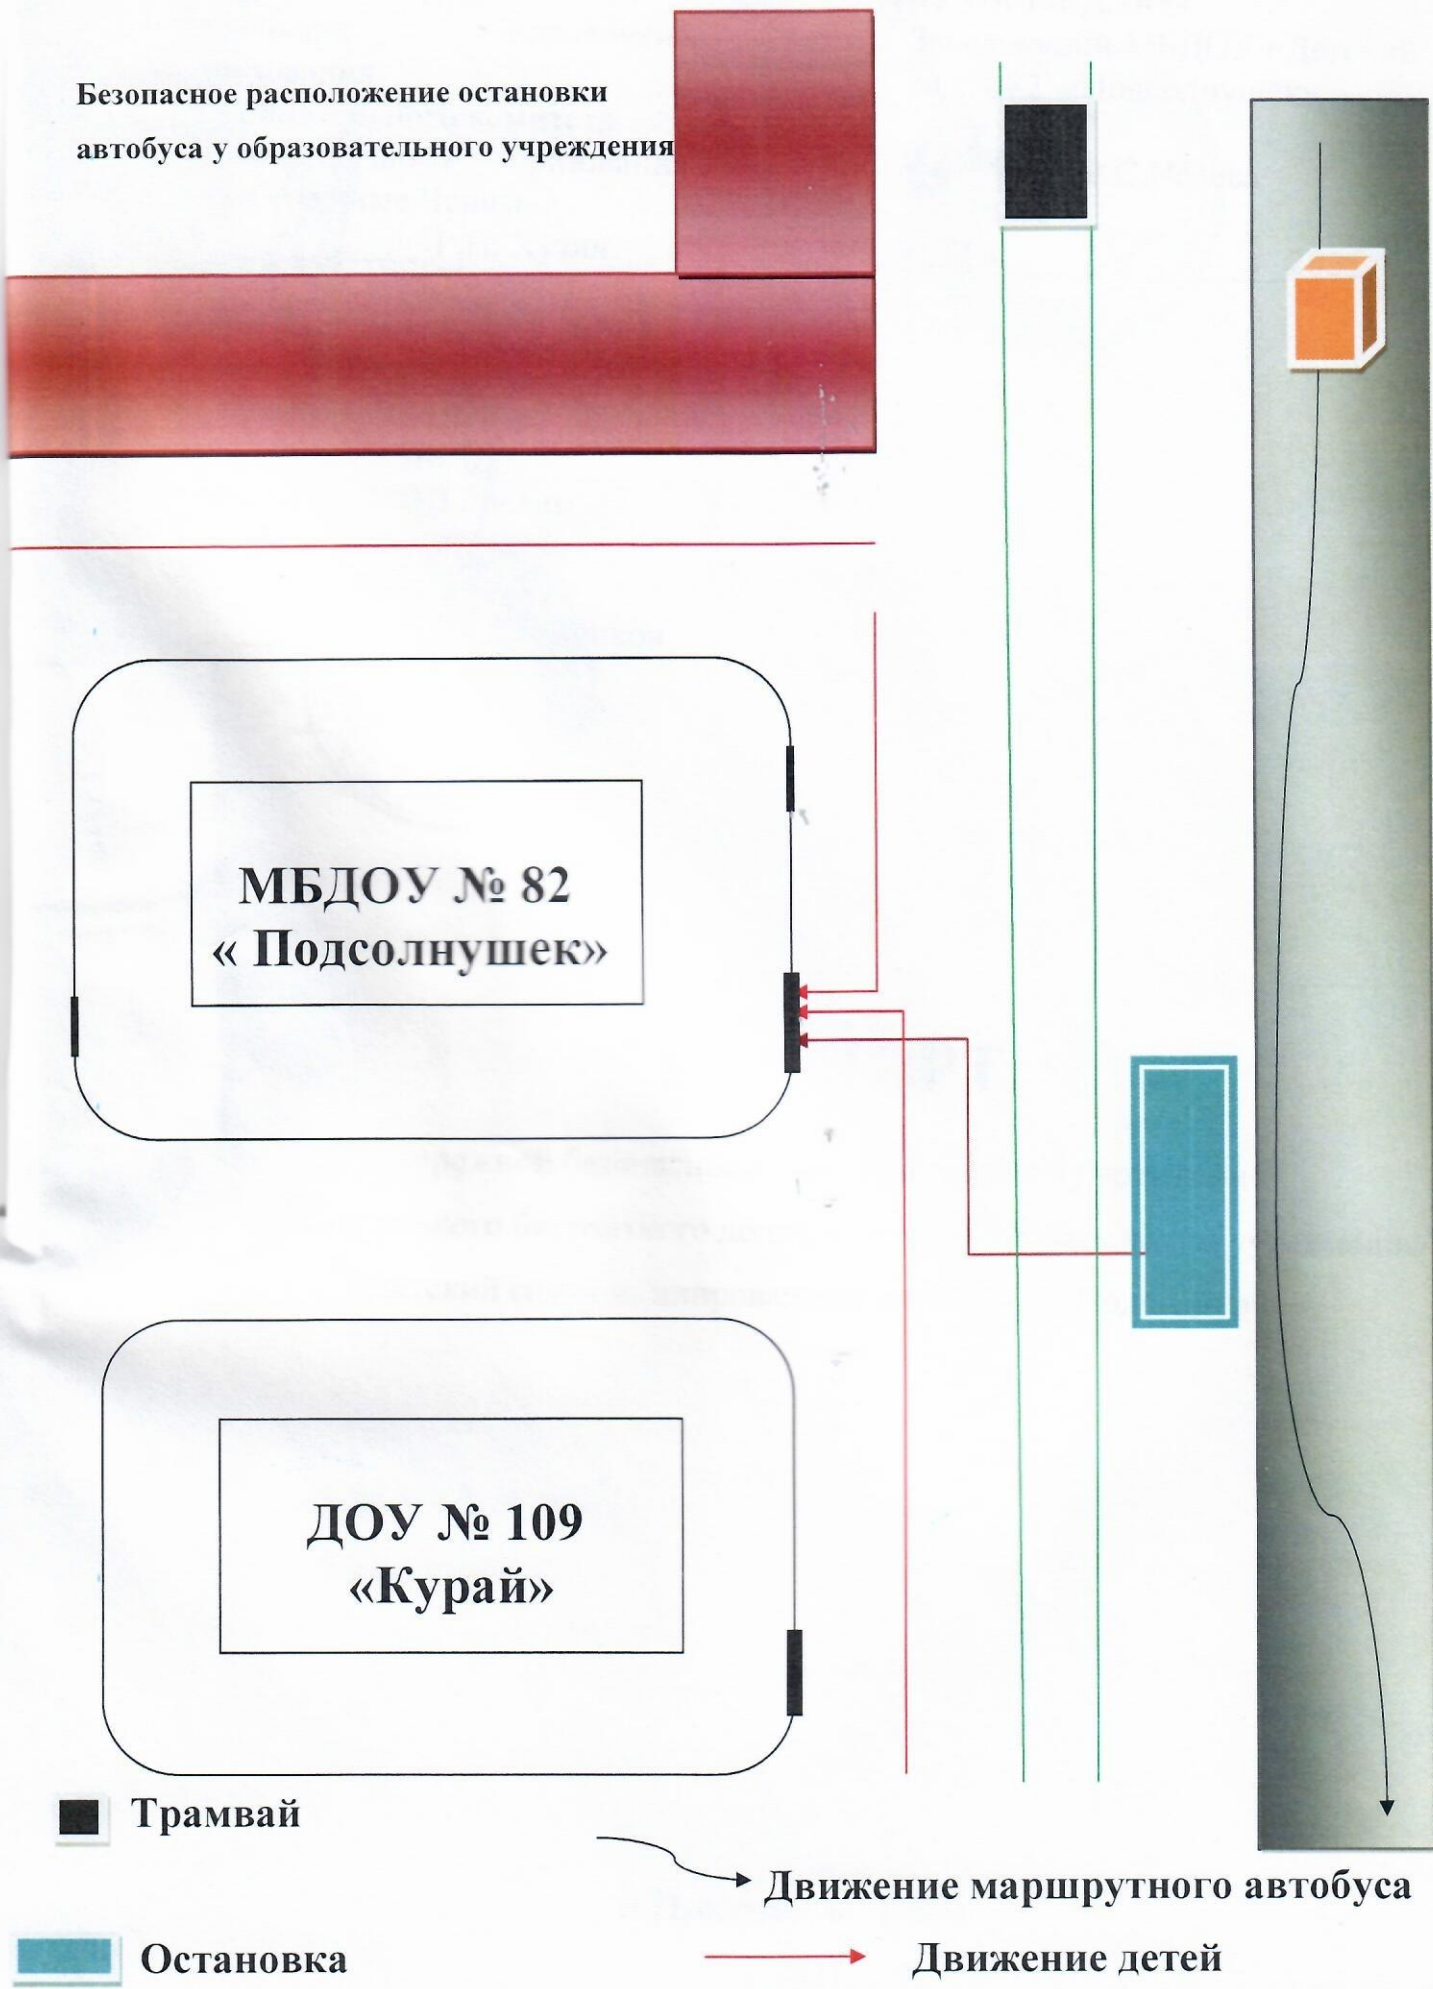 Безопасное расположение остановки
автобуса у образовательного учреждения
МБДОУ № 82
« Подсолнушек»
ДОУ № 109
«Курай»
Трамвай
Движение маршрутного автобуса
Остановка
Движение детей